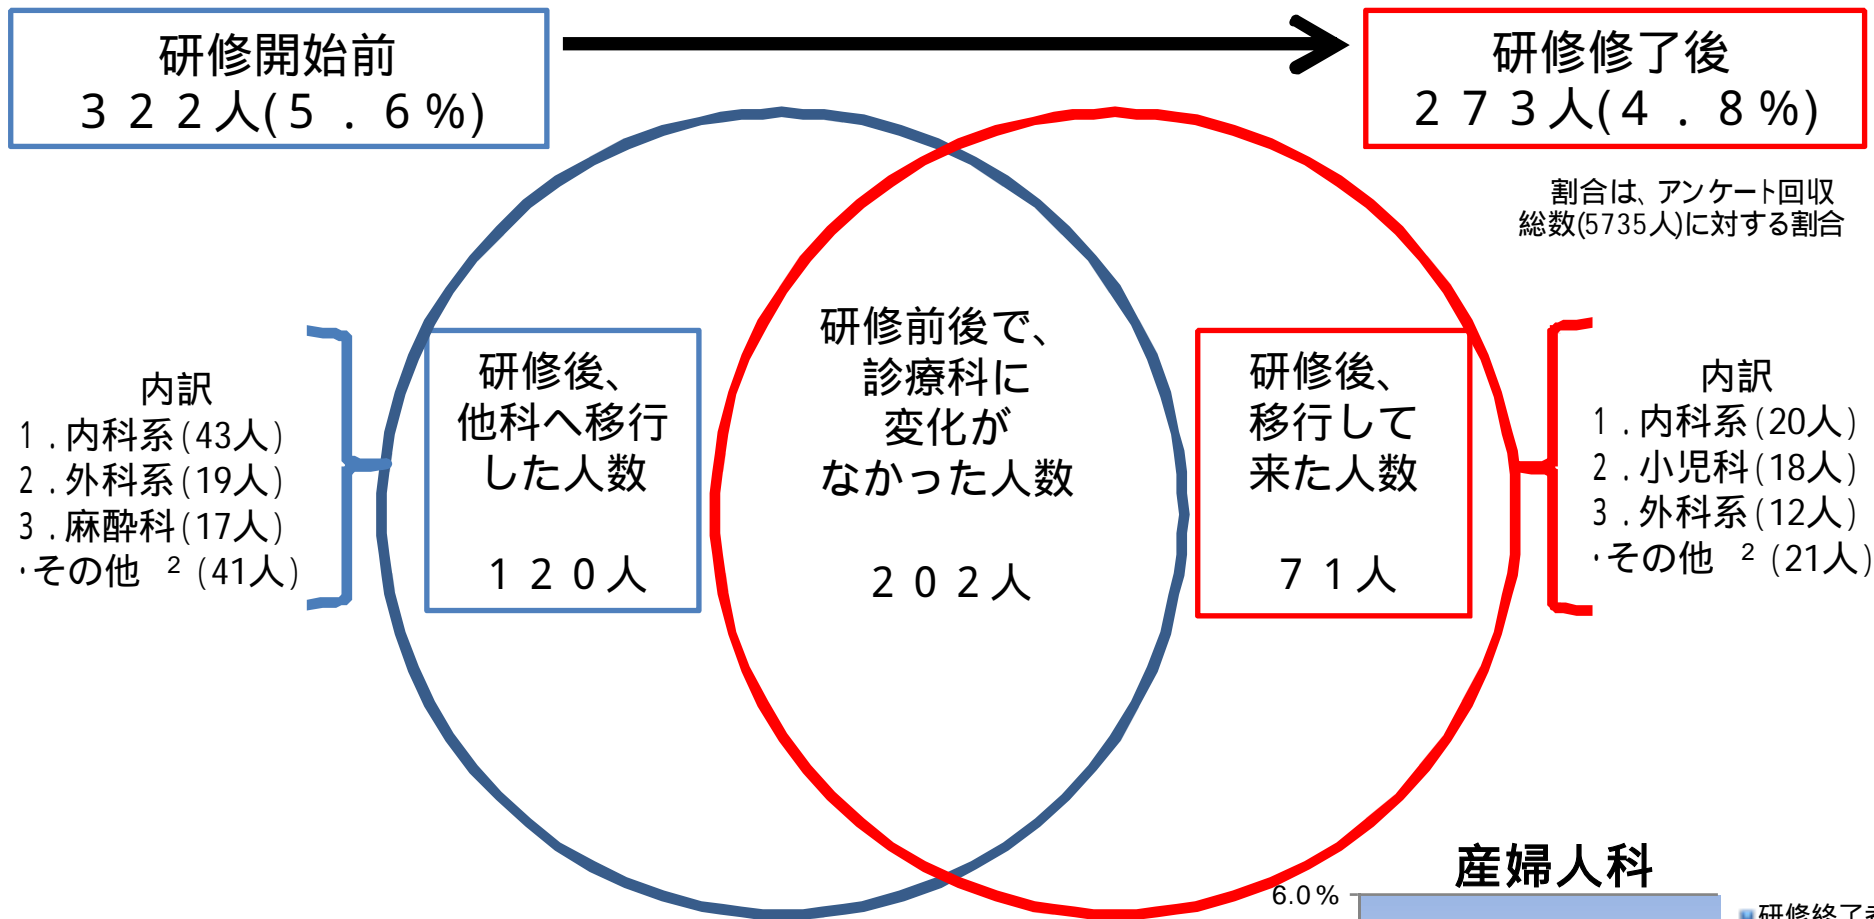 研修開始前
３２２人(５．６%)
研修修了後
２７３人(４．８%)
割合は、アンケート回収
総数(5735人)に対する割合
内訳
1．内科系(43人)
2．外科系(19人)
3．麻酔科(17人)
・その他 2 (41人)
研修後、
他科へ移行
した人数
１２０人
研修前後で、
診療科に
変化が
なかった人数
２０２人
研修後、
移行して
来た人数
７１人
内訳
1．内科系(20人)
2．小児科(18人)
3．外科系(12人)
・その他 2 (21人)
産婦人科
6.0%
研修終了